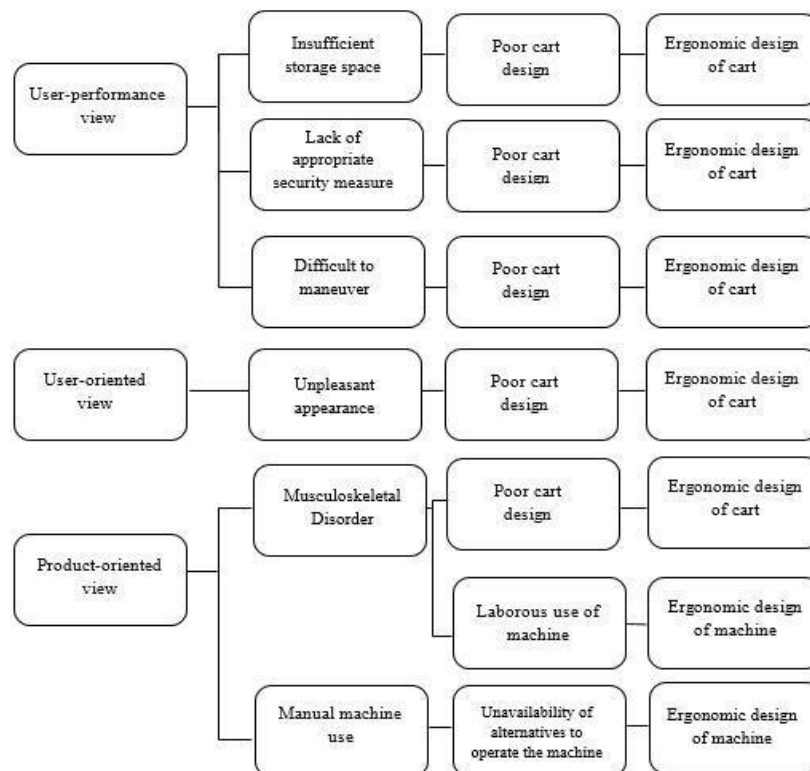 User-performance
view
Insufficient
storage space
Poor cart
design
Ergonomic design
of cart
Lack of
appropriate
security measure
Poor cart
design
Ergonomic design
of cart
Difficult to
maneuver
Poor cart
design
Ergonomic design
of cart
User-oriented
view
Unpleasant
appearance
Poor cart
design
Ergonomic design
of cart
Product-oriented
view
Musculoskeletal
Disorder
Poor cart
design
Ergonomic design
of cart
Laborous use of
machine
Ergonomic design
of machine
Manual machine
use
Unavailability of
alternatives to
operate the machine
Ergonomic design
of machine